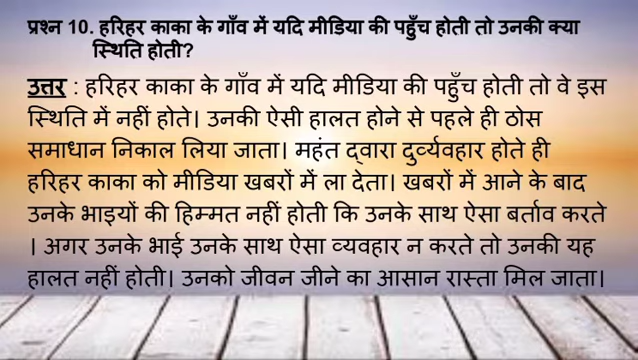 प्रश्न 10. हरिहर काका के गाँव में यदि मीडिया की पहुँच होती तो उनकी क्या
स्थिति होती?
उत्तर : हरिहर काका के गाँव में यदि मीडिया की पहुँच होती तो वे इस
स्थिति में नहीं होते। उनकी ऐसी हालत होने से पहले ही ठोस
समाधान निकाल लिया जाता। महंत द्वारा दुर्व्यवहार होते ही
हरिहर काका को मीडिया खबरों में ला देता। खबरों में आने के बाद
उनके भाइयों की हिम्मत नहीं होती कि उनके साथ ऐसा बर्ताव करते
। अगर उनके भाई उनके साथ ऐसा व्यवहार न करते तो उनकी यह
हालत नहीं होती। उनको जीवन जीने का आसान रास्ता मिल जाता।